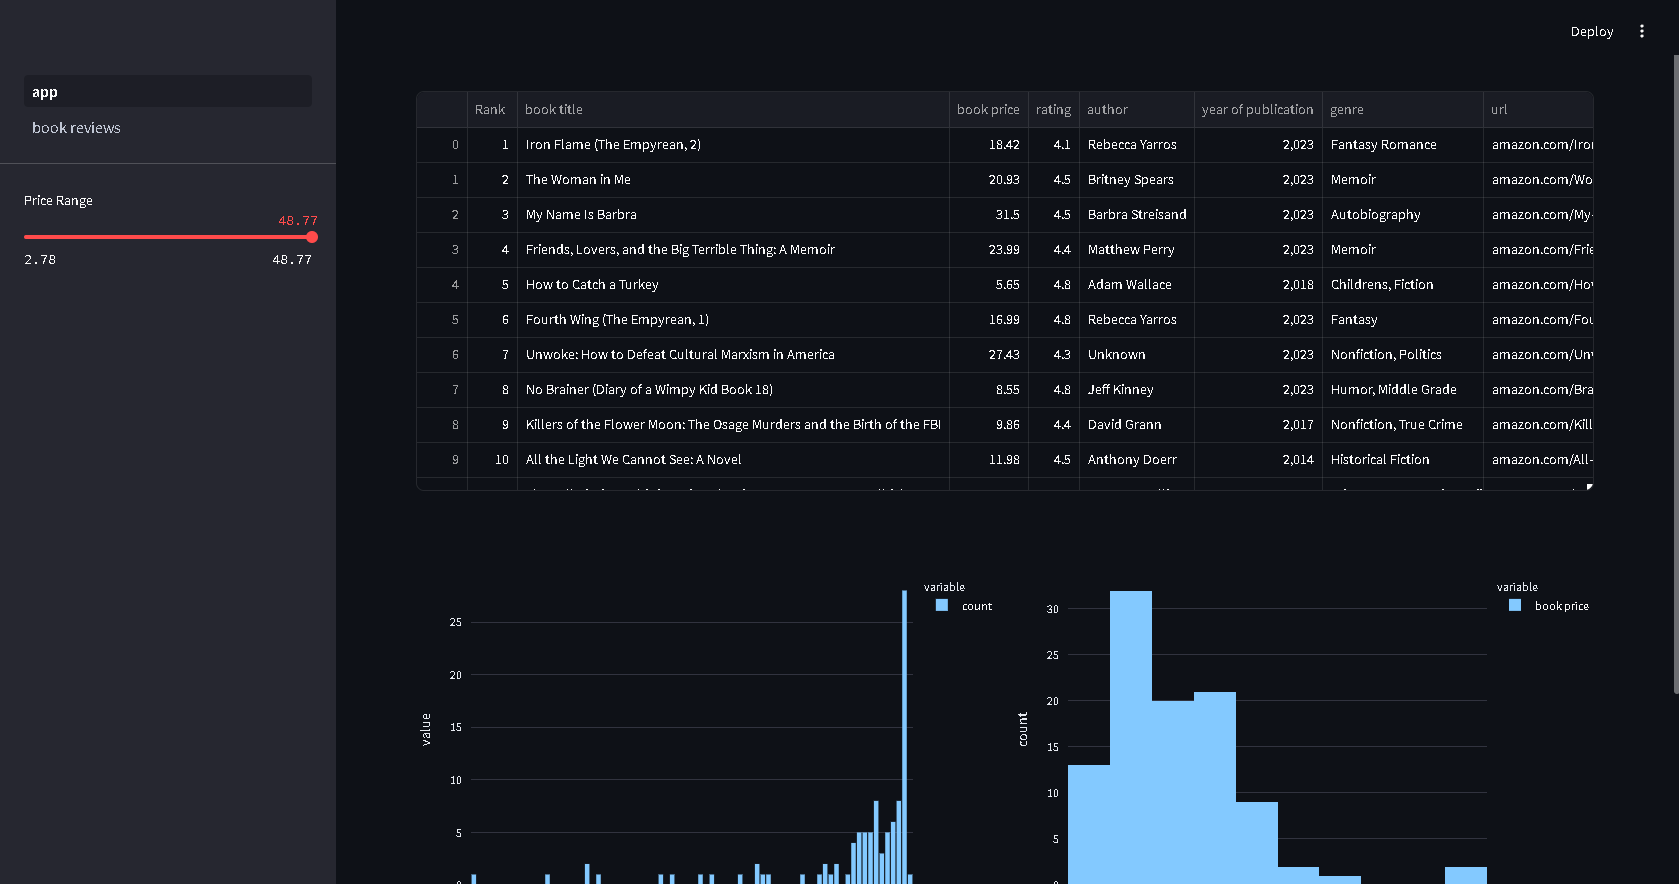 Deploy
app
book reviews
Price Range
48.77
2.78 48.77
Rank book title book price rating author year of publication genre url
0 1 Iron Flame (The Empyrean, 2) 18.42 4.1 Rebecca Yarros 2,023 Fantasy Romance amazon.com/Iron
1 2 The Woman in Me 20.93 4.5 Britney Spears 2,023 Memoir amazon.com/Wo
2 3 My Name Is Barbra 31.5 4.5 Barbra Streisand 2,023 Autobiography amazon.com/My-
3 4 Friends, Lovers, and the Big Terrible Thing: A Memoir 23.99 4.4 Matthew Perry 2,023 Memoir amazon.com/Frie
4 5 How to Catch a Turkey 5.65 4.8 Adam Wallace 2,018 Childrens, Fiction amazon.com/How
5 6 Fourth Wing (The Empyrean, 1) 16.99 4.8 Rebecca Yarros 2,023 Fantasy amazon.com/Fou
6 7 Unwoke: How to Defeat Cultural Marxism in America 27.43 4.3 Unknown 2,023 Nonfiction, Politics amazon.com/Unw
7 8 No Brainer (Diary of a Wimpy Kid Book 18) 8.55 4.8 Jeff Kinney 2,023 Humor, Middle Grade amazon.com/Bra
8 9 Killers of the Flower Moon: The Osage Murders and the Birth of the FBI 9.86 4.4 David Grann 2,017 Nonfiction, True Crime amazon.com/Kill
9 10 All the Light We Cannot See: A Novel 11.98 4.5 Anthony Doerr 2,014 Historical Fiction amazon.com/All-
variable
count
25
20
15
10
5
0
value
variable
book price
30
25
20
15
10
5
0
count